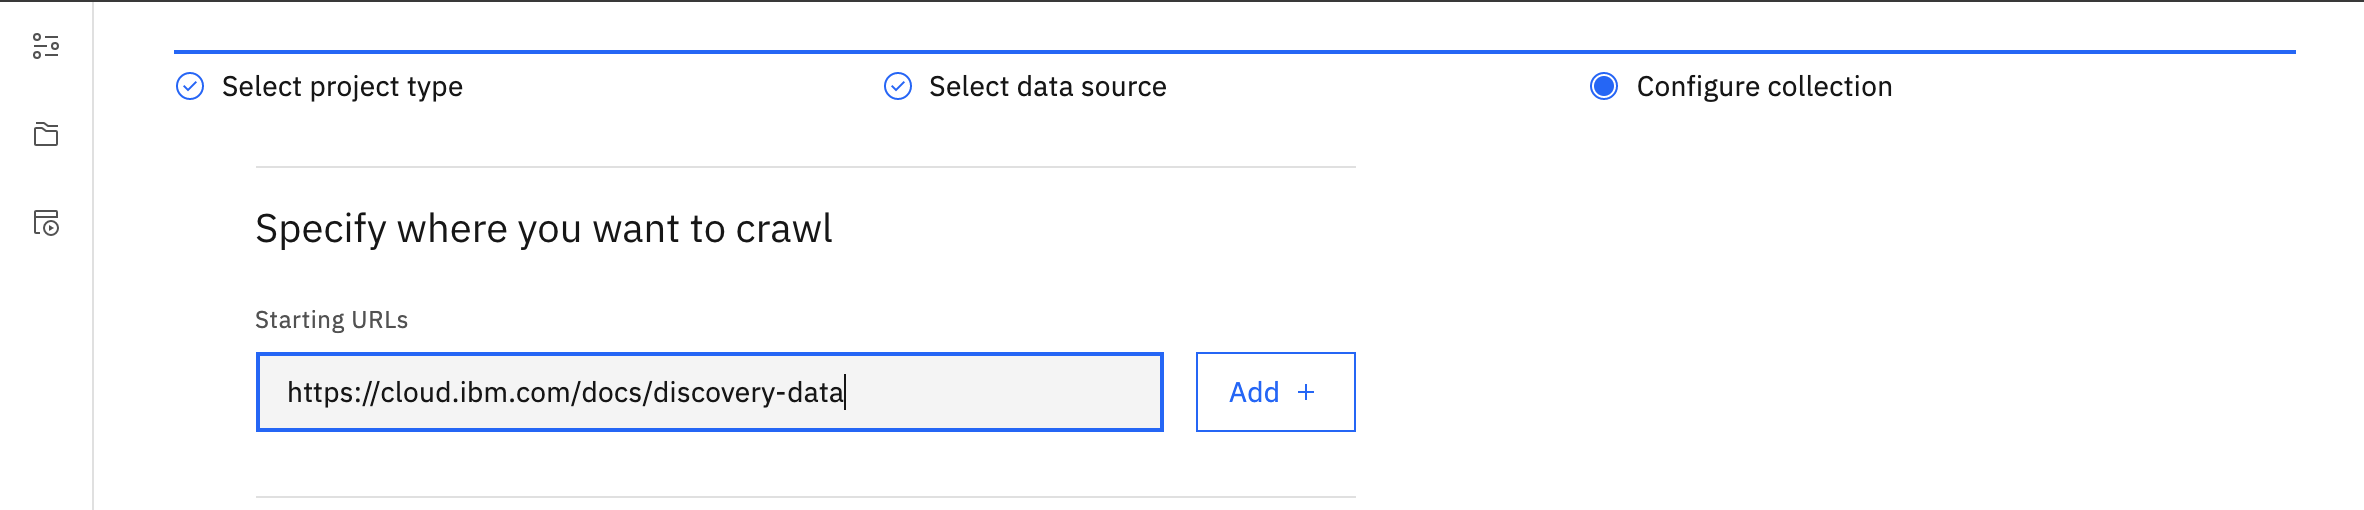 Select project type
Select data source
Configure collection
Specify where you want to crawl
Starting URLs
https://cloud.ibm.com/docs/discovery-data
Add +